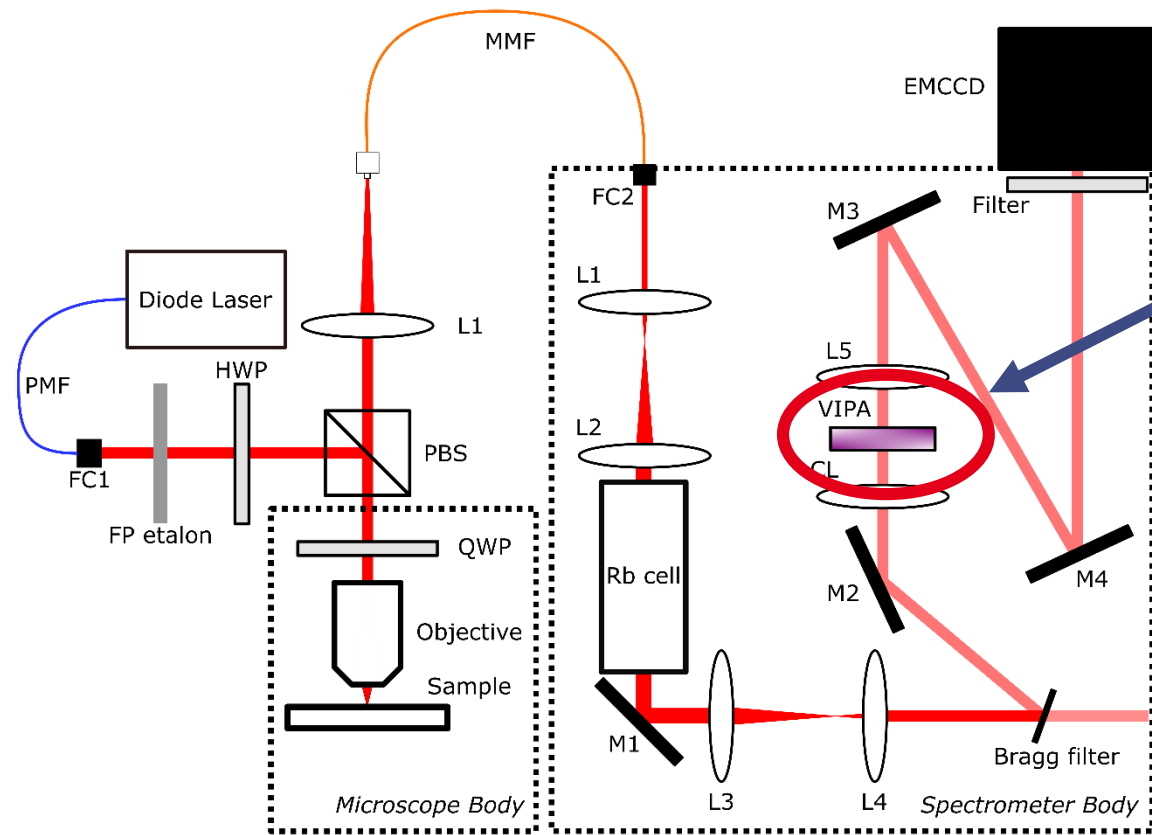 MMF
EMCCD
FC2
Filter
M3
Diode Laser
L1
L1
L5
HWP
PMF
VIPA
L2
PBS
FC1
CL
FP etalon
QWP
Rb cell
M2
M4
Objective
Sample
M1
Bragg filter
L3
L4
Microscope Body
Spectrometer Body